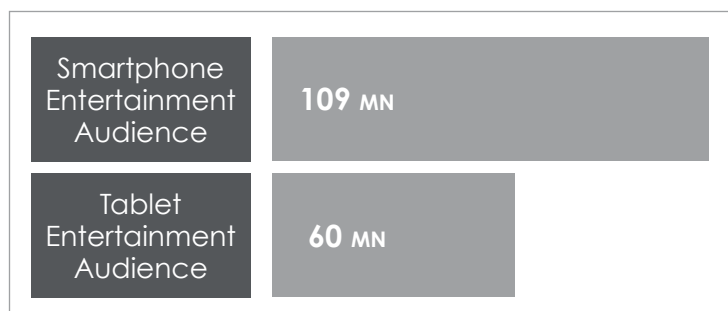 Smartphone
Entertainment
Audience
109 MN
Tablet
Entertainment
Audience
60 MN